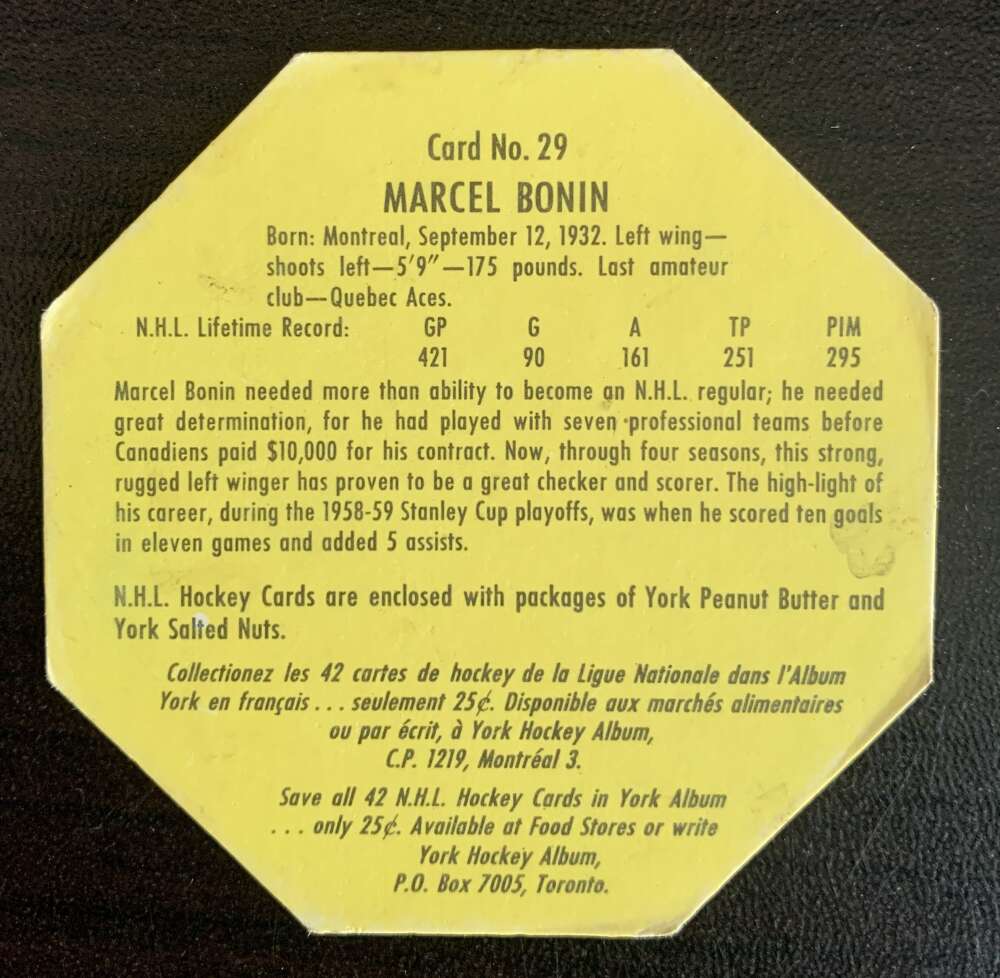 Card No. 29
MARCEL BONIN
Born: Montreal, September 12, 1932. Left wing—
shoots left—5'9"—175 pounds. Last amateur
club—Quebec Aces.
N.H.L. Lifetime Record: GP G A TP PIM
421 90 161 251 295
Marcel Bonin needed more than ability to become an N.H.L. regular; he needed
great determination, for he had played with seven professional teams before
Canadiens paid $10,000 for his contract. Now, through four seasons, this strong,
rugged left winger has proven to be a great checker and scorer. The high-light of
his career, during the 1958-59 Stanley Cup playoffs, was when he scored ten goals
in eleven games and added 5 assists.
N.H.L. Hockey Cards are enclosed with packages of York Peanut Butter and
York Salted Nuts.
Collectionez les 42 cartes de hockey de la Ligue Nationale dans l'Album
York en français . . . seulement 25¢. Disponible aux marchés alimentaires
ou par écrit, à York Hockey Album,
C.P. 1219, Montréal 3.
Save all 42 N.H.L. Hockey Cards in York Album
. . . only 25¢. Available at Food Stores or write
York Hockey Album,
P.O. Box 7005, Toronto.